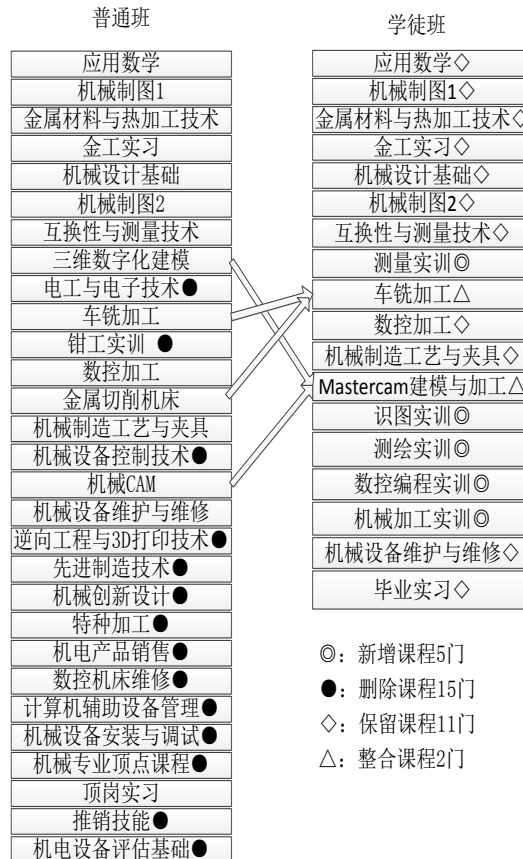 普通班
应用数学
机械制图1
金属材料与热加工技术
金工实习
机械设计基础
机械制图2
互换性与测量技术
三维数字化建模
电工与电子技术●
车铣加工
钳工实训 ●
数控加工
金属切削机床
机械制造工艺与夹具
机械设备控制技术●
机械CAM
机械设备维护与维修
逆向工程与3D打印技术●
先进制造技术●
机械创新设计●
特种加工●
机电产品销售●
数控机床维修●
计算机辅助设备管理●
机械设备安装与调试●
机械专业顶点课程●
顶岗实习
推销技能●
机电设备评估基础●
学徒班
应用数学◇
机械制图1◇
金属材料与热加工技术◇
金工实习◇
机械设计基础◇
机械制图2◇
互换性与测量技术◇
测量实训◎
车铣加工△
数控加工◇
机械制造工艺与夹具◇
Mastercam建模与加工△
识图实训◎
测绘实训◎
数控编程实训◎
机械加工实训◎
机械设备维护与维修◇
毕业实习◇
◎：新增课程5门
●：删除课程15门
◇：保留课程11门
△：整合课程2门